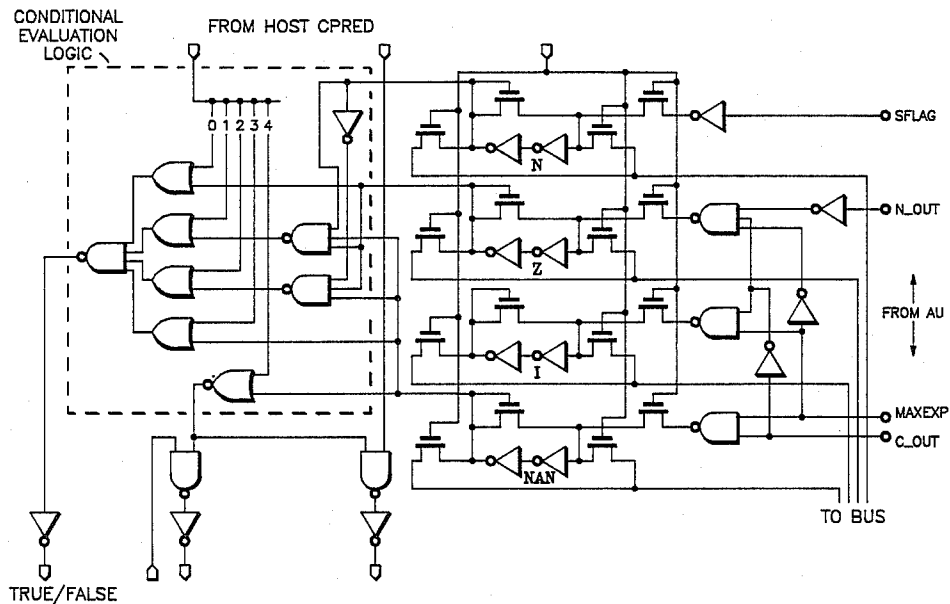 CONDITIONAL
EVALUATION
LOGIC
FROM HOST CPRED
0 1 2 3 4
SFLAG
N
N_OUT
Z
FROM AU
I
MAXEXP
C_OUT
NAN
TO BUS
TRUE/FALSE